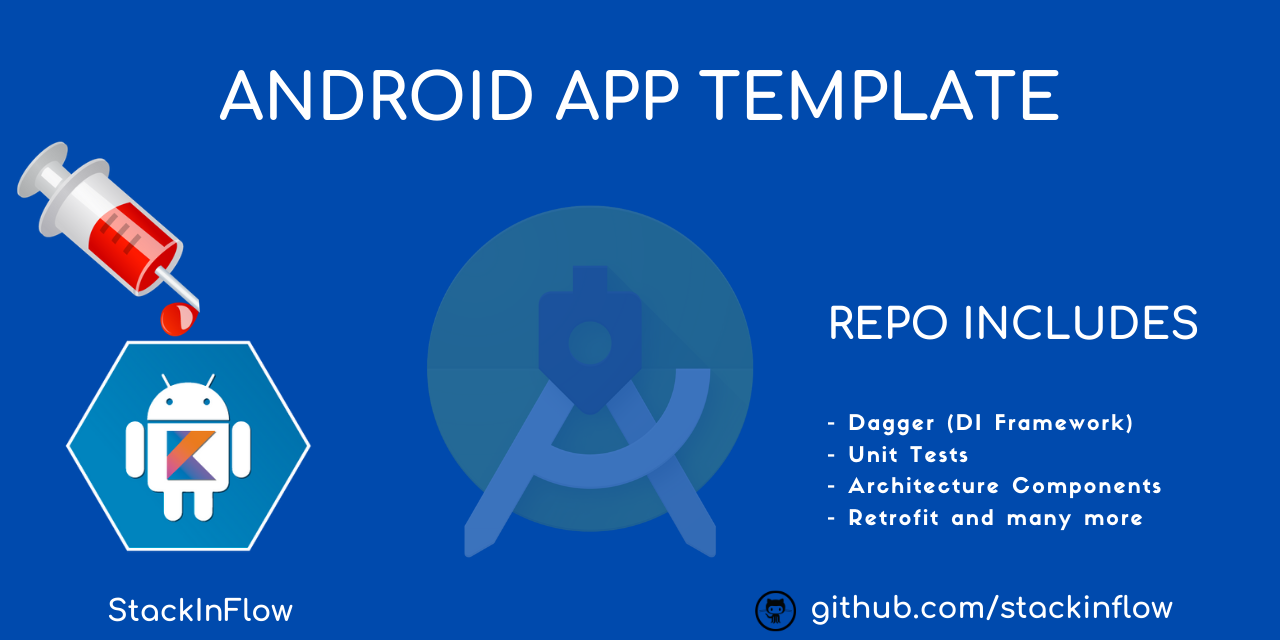 ANDROID APP TEMPLATE
REPO INCLUDES
- Dagger (DI Framework)
- Unit Tests
- Architecture Components
- Retrofit and many more
StackInFlow
github.com/stackinflow